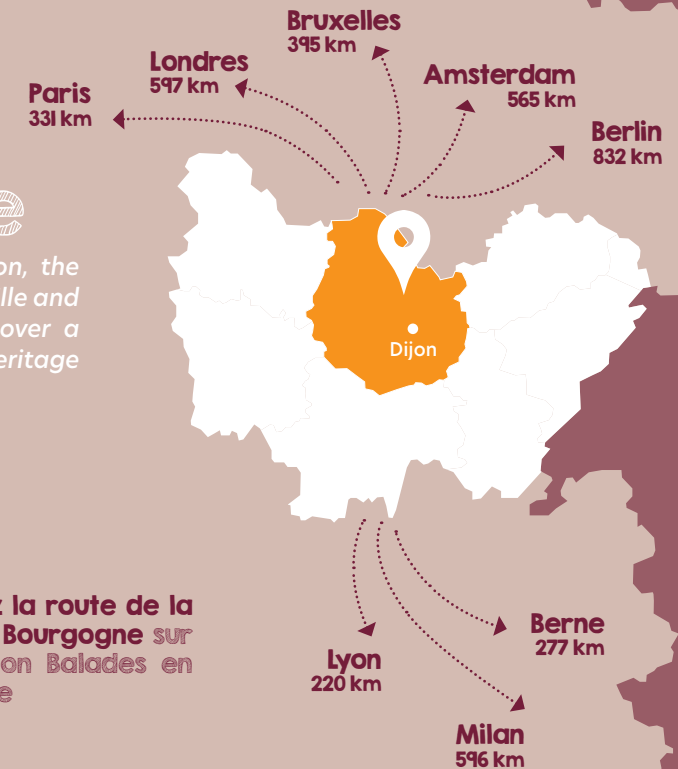 Bruxelles
395 km
Londres
597 km
Amsterdam
565 km
Paris
331 km
Berlin
832 km
e
on, the
lle and
over a
eritage
Dijon
z la route de la
Bourgogne sur
on Balades en
e
Berne
277 km
Lyon
220 km
Milan
596 km